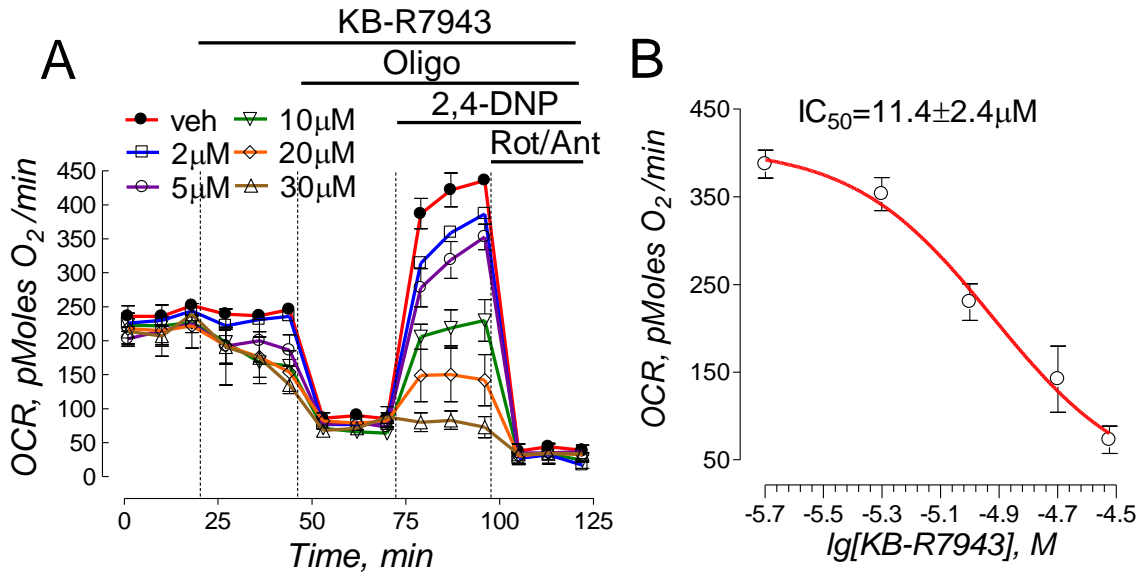 A
KB-R7943
Oligo
2,4-DNP
Rot/Ant
veh
2μM
5μM
10μM
20μM
30μM
OCR, pMoles O2/min
450
400
350
300
250
200
150
100
50
0
0 25 50 75 100 125
Time, min
B
IC50=11.4±2.4μM
OCR, pMoles O2/min
450
350
250
150
50
-5.7 -5.5 -5.3 -5.1 -4.9 -4.7 -4.5
lg[KB-R7943], M